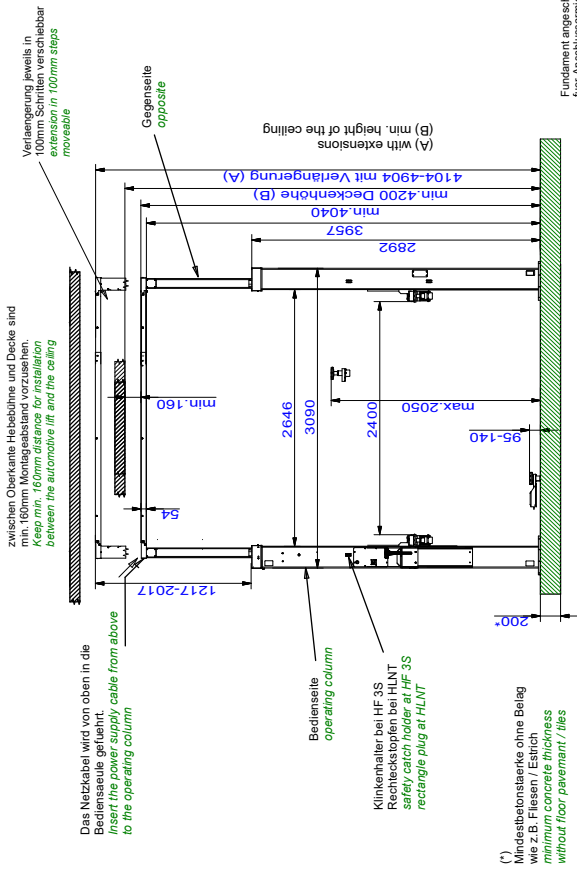 Verlaengerung jeweils in
100mm Schritten verschiebbar
extension in 100mm steps
moveable
zwischen Oberkante Hebebühne und Decke sind
min.160mm Montageabstand vorzusehen.
Keep min. 160mm distance for installation
between the automotive lift and the ceiling
Gegenseite
opposite
Das Netzkabel wird von oben in die
Bediensaeule gefuehrt.
Insert the power supply cable from above
to the operating column
Bedienseite
operating column
Klinkenhalter bei HF 3S
Rechteckstopfen bei HLNT
safety catch holder at HF 3S
rectangle plug at HLNT
(*)
Mindestbetonstaerke ohne Belag
wie z.B. Fliesen / Estrich
minimum concrete thickness
without floor pavemant / tiles
A) with extensions
(B) min. height of the ceiling
4104-4904 mit Verlängerung (A)
min.4200 Deckenhöhe (B)
min.4040
3957
2892
min.160
54
1217-2017
2646
3090
2400
max.2050
95-140
200*
Fundament